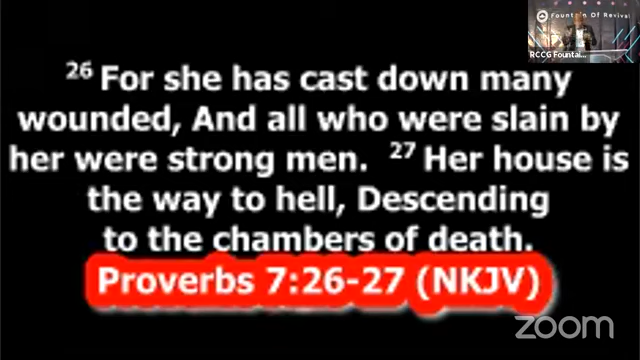 Fountain Of Revival
RCCG Fountai...
26 For she has cast down many
wounded, And all who were slain by
her were strong men. 27 Her house is
the way to hell, Descending
to the chambers of death.
Proverbs 7:26-27 (NKJV)
zoom